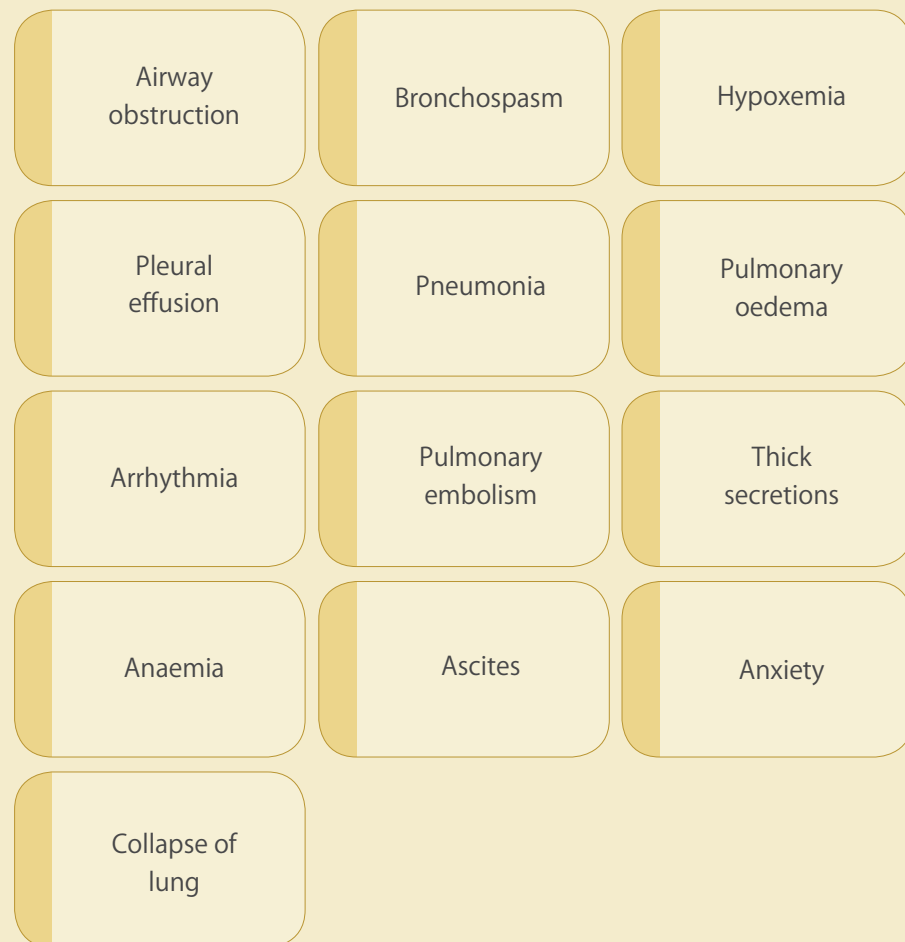 Airway
obstruction
Bronchospasm
Hypoxemia
Pleural
effusion
Pneumonia
Pulmonary
oedema
Arrhythmia
Pulmonary
embolism
Thick
secretions
Anaemia
Ascites
Anxiety
Collapse of
lung